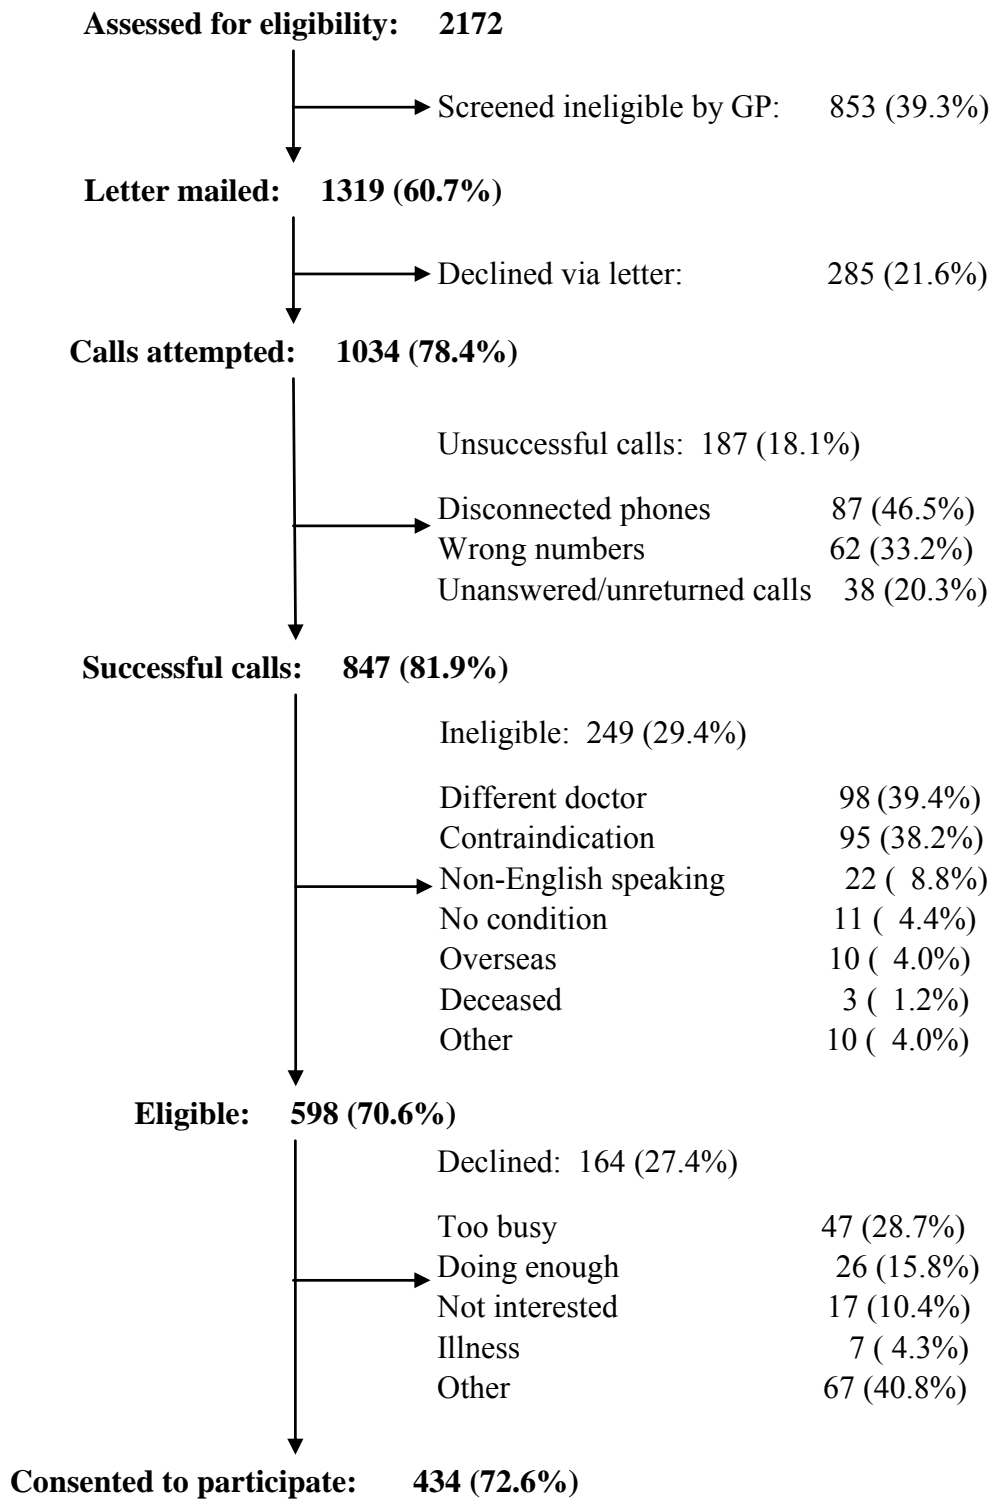 Assessed for eligibility: 2172
Screened ineligible by GP: 853 (39.3%)
Letter mailed: 1319 (60.7%)
Declined via letter: 285 (21.6%)
Calls attempted: 1034 (78.4%)
Unsuccessful calls: 187 (18.1%)
Disconnected phones 87 (46.5%)
Wrong numbers 62 (33.2%)
Unanswered/unreturned calls 38 (20.3%)
Successful calls: 847 (81.9%)
Ineligible: 249 (29.4%)
Different doctor 98 (39.4%)
Contraindication 95 (38.2%)
Non-English speaking 22 ( 8.8%)
No condition 11 ( 4.4%)
Overseas 10 ( 4.0%)
Deceased 3 ( 1.2%)
Other 10 ( 4.0%)
Eligible: 598 (70.6%)
Declined: 164 (27.4%)
Too busy 47 (28.7%)
Doing enough 26 (15.8%)
Not interested 17 (10.4%)
Illness 7 ( 4.3%)
Other 67 (40.8%)
Consented to participate: 434 (72.6%)